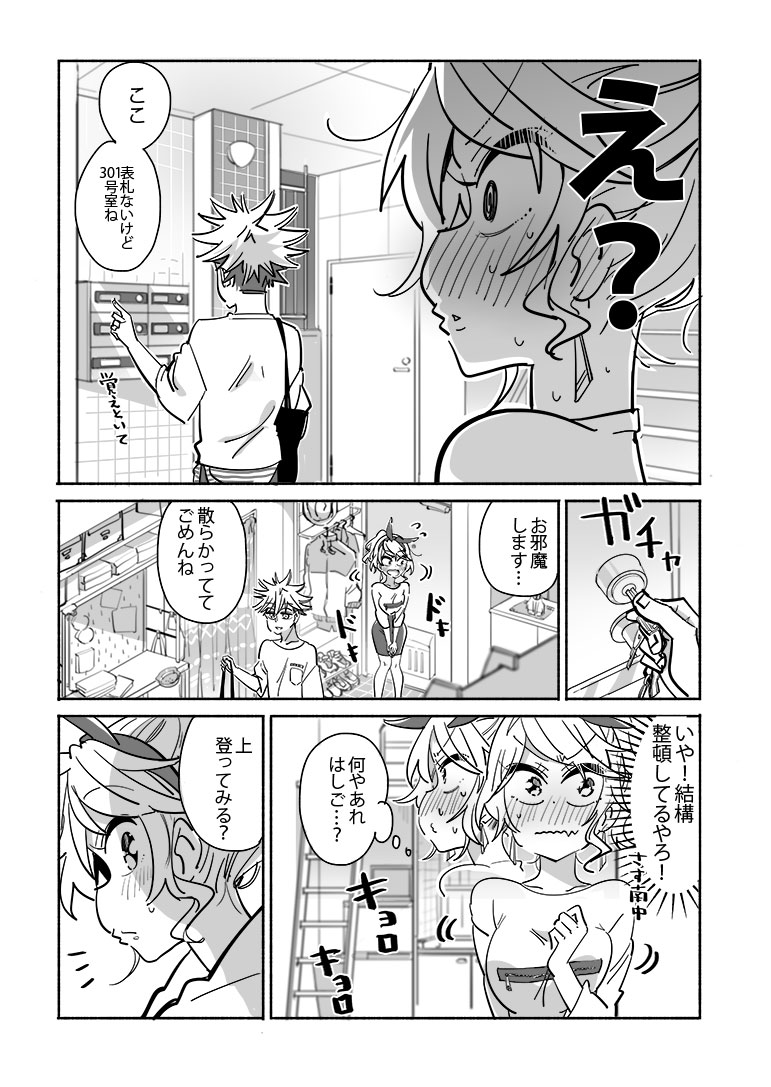 え?
ここ
表札ないけど
301号室ね
覚えといて
ガチャ
お邪魔
します…
ドキ
ドキ
散らかってて
ごめんね
いや!結構
整頓してるやろ!
さす南中
何やあれ
はしご…?
キョロ
キョロ
上
登ってみる?